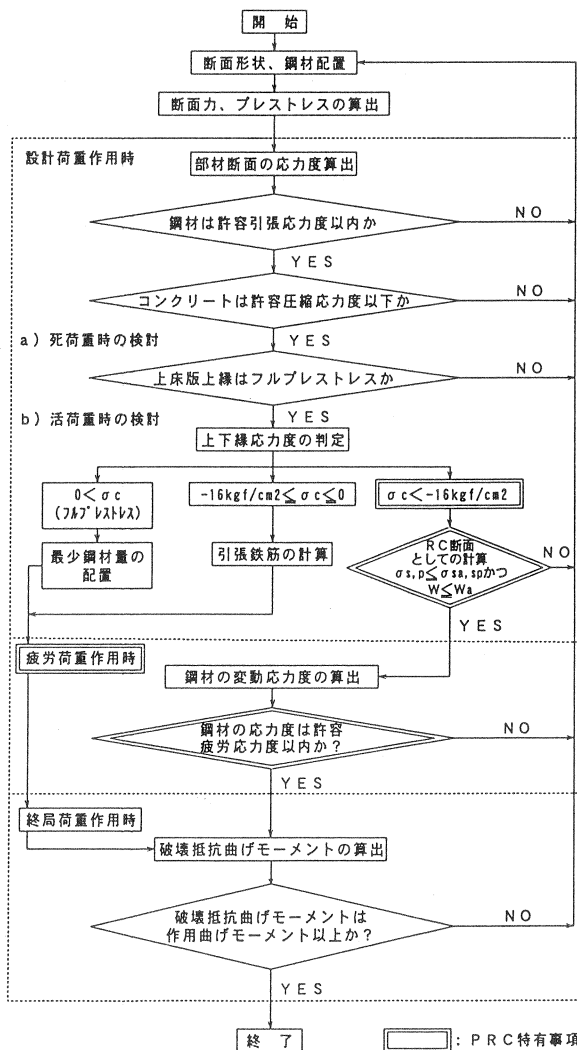 開 始
断面形状、鋼材配置
断面力、プレストレスの算出
設計荷重作用時
部材断面の応力度算出
鋼材は許容引張応力度以内か
NO
YES
コンクリートは許容圧縮応力度以下か
NO
a) 死荷重時の検討
YES
上床版上縁はフルプレストレスか
NO
b) 活荷重時の検討
YES
上下縁応力度の判定
0<σc
(フルプレストレス)
-16kgf/cm2≦σc≦0
σc<-16kgf/cm2
最少鋼材量の
配置
引張鉄筋の計算
RC断面
としての計算
σs,p≦σsa,spかつ
W≦Wa
NO
YES
疲労荷重作用時
鋼材の変動応力度の算出
鋼材の応力度は許容
疲労応力度以内か?
NO
YES
終局荷重作用時
破壊抵抗曲げモーメントの算出
破壊抵抗曲げモーメントは
作用曲げモーメント以上か?
NO
YES
終 了
: PRC特有事項